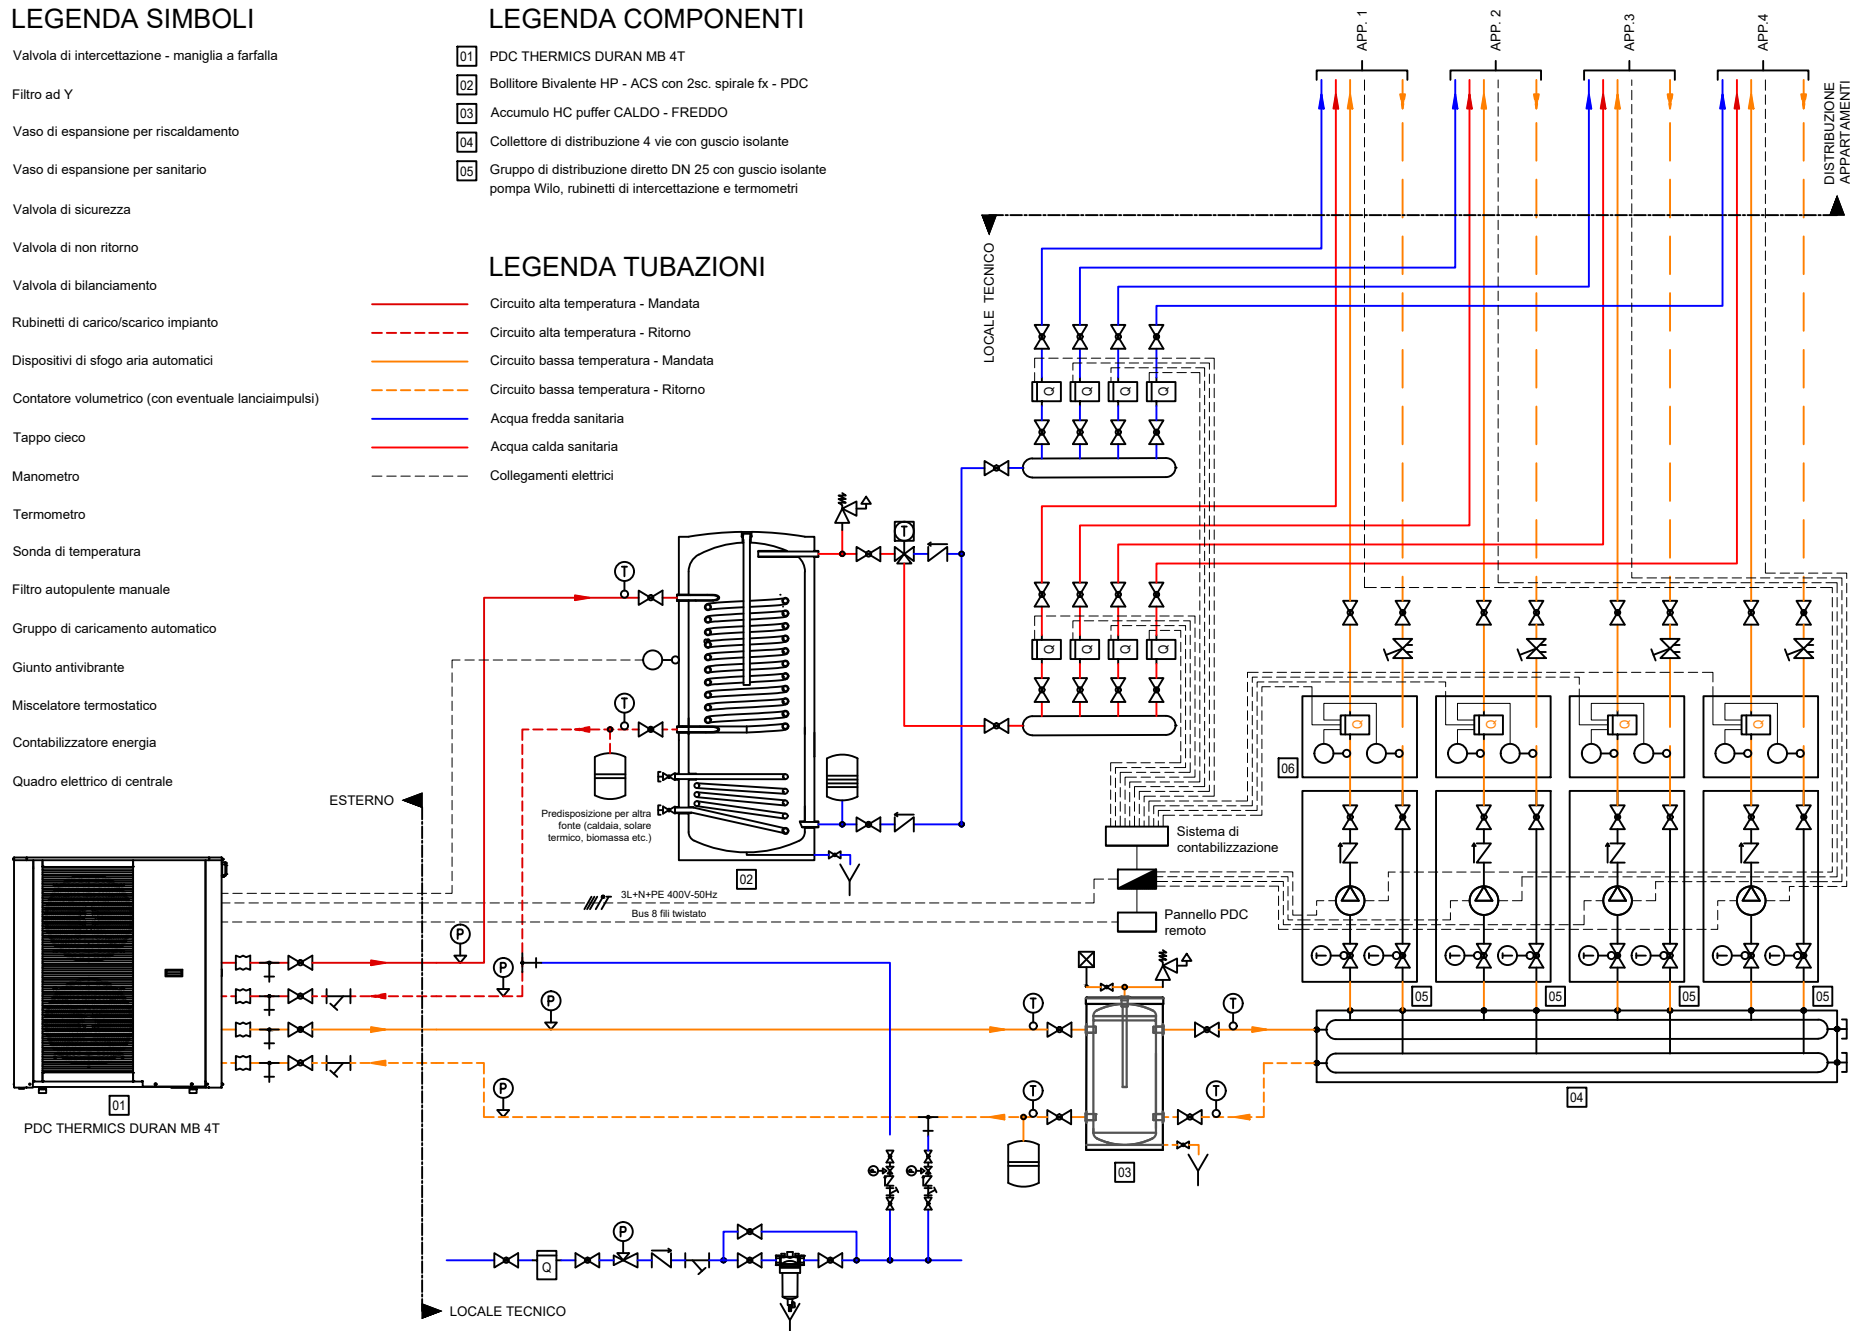 LEGENDA SIMBOLI
Valvola di intercettazione - maniglia a farfalla
Filtro ad Y
Vaso di espansione per riscaldamento
Vaso di espansione per sanitario
Valvola di sicurezza
Valvola di non ritorno
Valvola di bilanciamento
Rubinetti di carico/scarico impianto
Dispositivi di sfogo aria automatici
Contatore volumetrico (con eventuale lanciaimpulsi)
Tappo cieco
Manometro
Termometro
Sonda di temperatura
Filtro autopulente manuale
Gruppo di caricamento automatico
Giunto antivibrante
Miscelatore termostatico
Contabilizzatore energia
Quadro elettrico di centrale
LEGENDA COMPONENTI
01 PDC THERMICS DURAN MB 4T
02 Bollitore Bivalente HP - ACS con 2sc. spirale fx - PDC
03 Accumulo HC puffer CALDO - FREDDO
04 Collettore di distribuzione 4 vie con guscio isolante
05 Gruppo di distribuzione diretto DN 25 con guscio isolante
pompa Wilo, rubinetti di intercettazione e termometri
LEGENDA TUBAZIONI
Circuito alta temperatura - Mandata
Circuito alta temperatura - Ritorno
Circuito bassa temperatura - Mandata
Circuito bassa temperatura - Ritorno
Acqua fredda sanitaria
Acqua calda sanitaria
Collegamenti elettrici
APP. 1
APP. 2
APP.3
APP.4
DISTRIBUZIONE
APPARTAMENTI
LOCALE TECNICO
Q Q Q Q
T
T
Q Q Q Q
T
Q Q Q Q
06
Predisposizione per altra
fonte (caldaia, solare
termico, biomassa etc.)
ESTERNO
Sistema di
contabilizzazione
02
3L+N+PE 400V-50Hz
Bus 8 fili twistato
Pannello PDC
remoto
P
P
P
P
T T T T T T T T
05 05 05 05
T
T
T
T
04
01
PDC THERMICS DURAN MB 4T
03
P
Q
LOCALE TECNICO